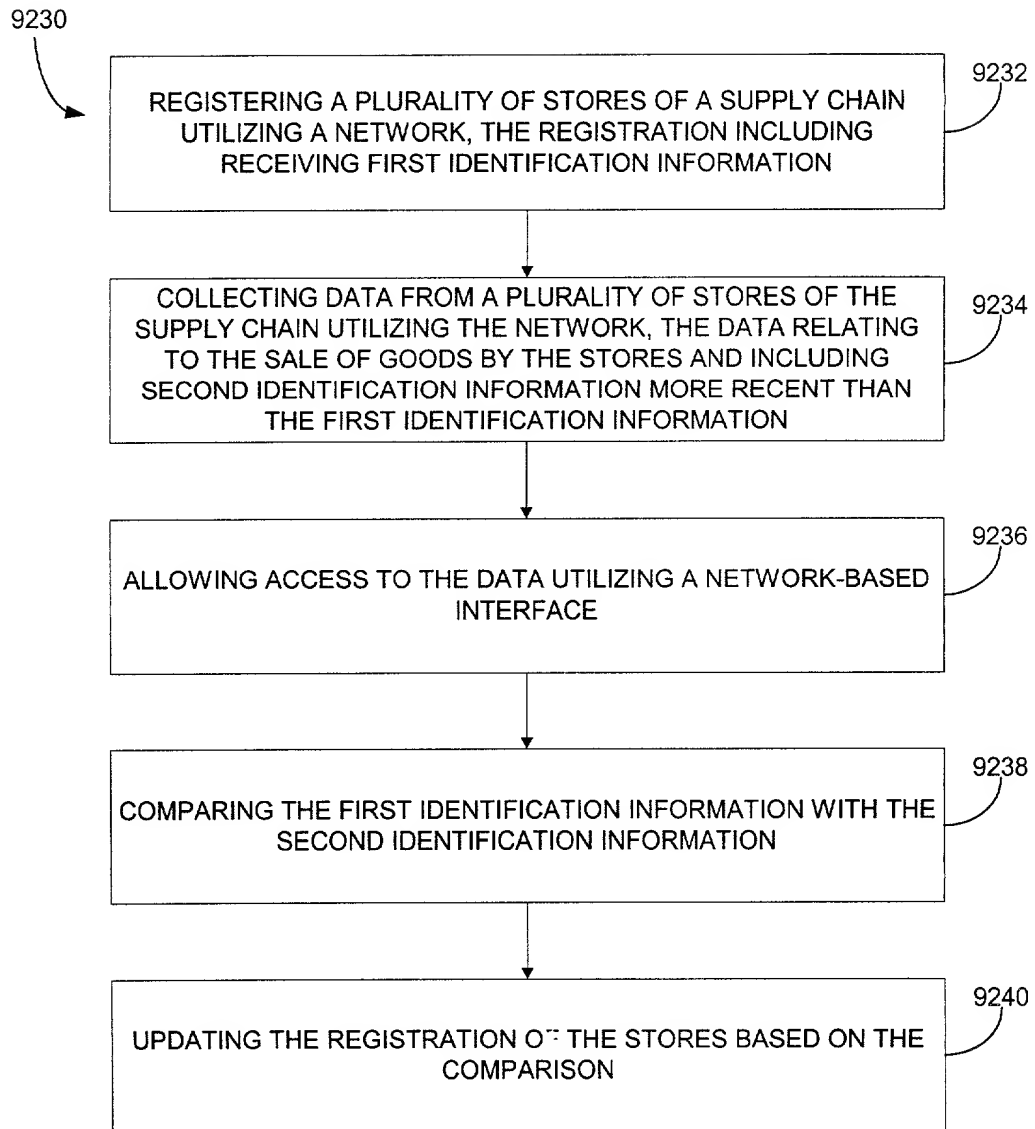 9230
9232
REGISTERING A PLURALITY OF STORES OF A SUPPLY CHAIN
UTILIZING A NETWORK, THE REGISTRATION INCLUDING
RECEIVING FIRST IDENTIFICATION INFORMATION
9234
COLLECTING DATA FROM A PLURALITY OF STORES OF THE
SUPPLY CHAIN UTILIZING THE NETWORK, THE DATA RELATING
TO THE SALE OF GOODS BY THE STORES AND INCLUDING
SECOND IDENTIFICATION INFORMATION MORE RECENT THAN
THE FIRST IDENTIFICATION INFORMATION
9236
ALLOWING ACCESS TO THE DATA UTILIZING A NETWORK-BASED
INTERFACE
9238
COMPARING THE FIRST IDENTIFICATION INFORMATION WITH THE
SECOND IDENTIFICATION INFORMATION
9240
UPDATING THE REGISTRATION OF THE STORES BASED ON THE
COMPARISON